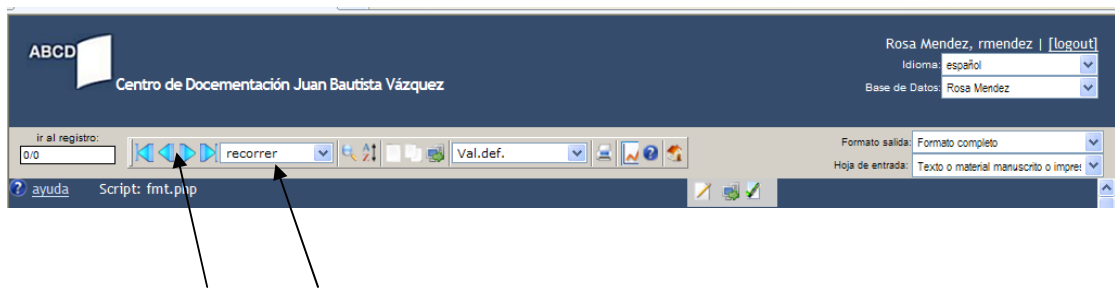 ABCD
Centro de Docementación Juan Bautista Vázquez
Rosa Mendez, rmendez | [logout]
Idioma: español
Base de Datos: Rosa Mendez
ir al registro:
0/0
recorrer
Val.def.
Formato salida: Formato completo
Hoja de entrada: Texto o material manuscrito o impre
ayuda Script: fmt.php